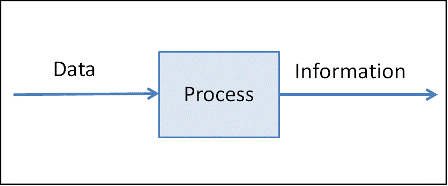 Data
Process
Information